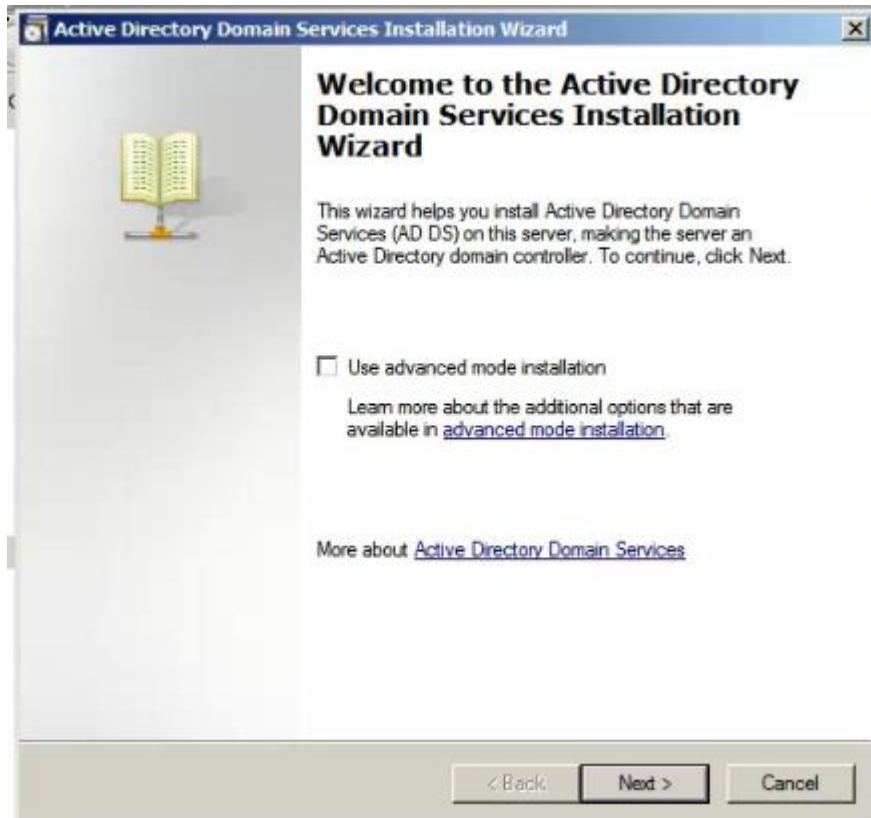 Active Directory Domain Services Installation Wizard
Welcome to the Active Directory
Domain Services Installation
Wizard
This wizard helps you install Active Directory Domain
Services (AD DS) on this server, making the server an
Active Directory domain controller. To continue, click Next.
Use advanced mode installation
Learn more about the additional options that are
available in advanced mode installation.
More about Active Directory Domain Services
< Back
Next >
Cancel